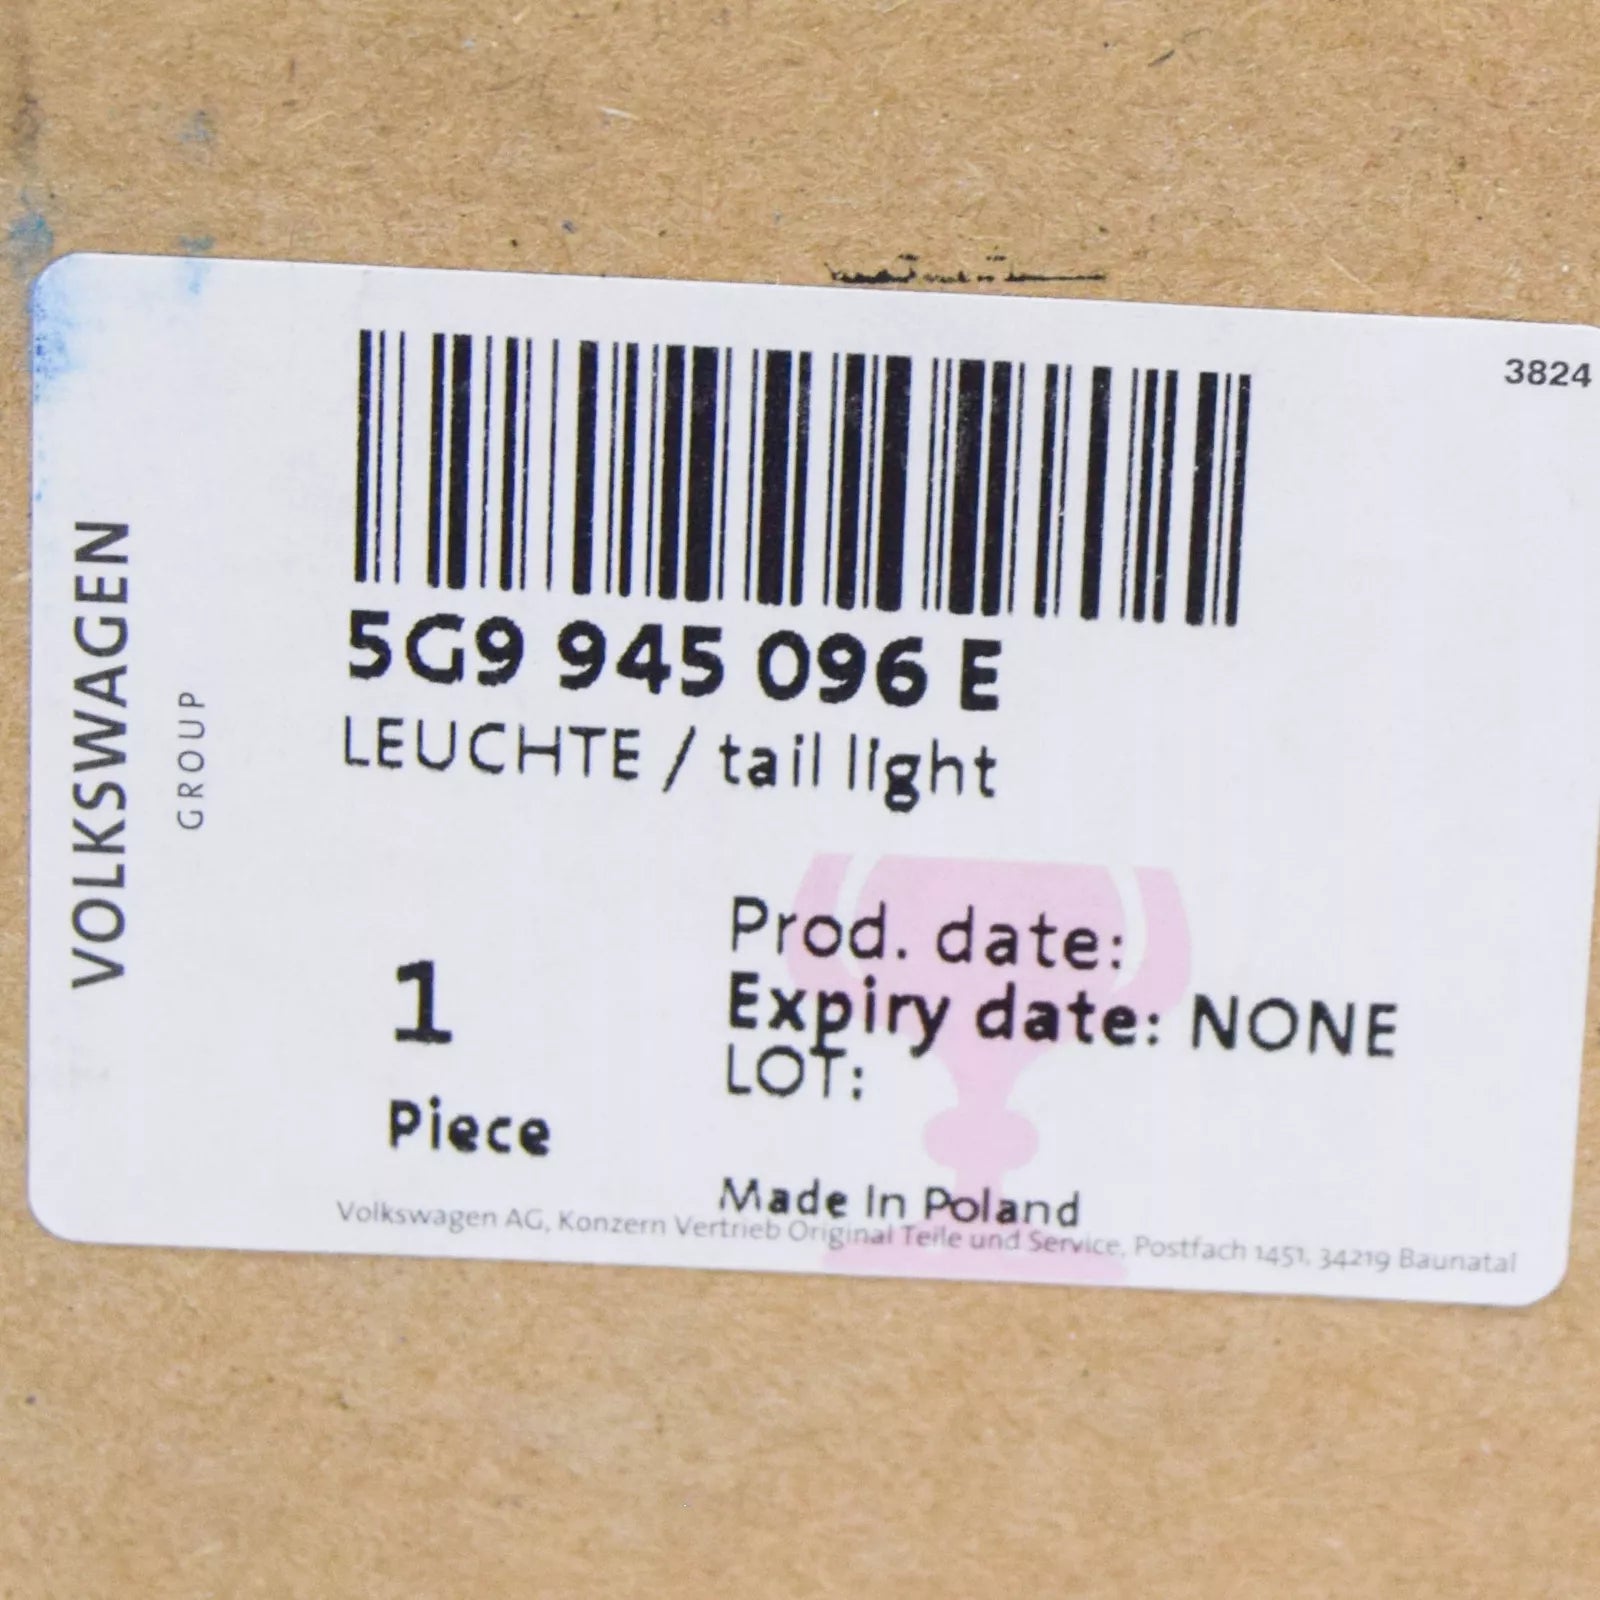 3824
VOLKSWAGEN
GROUP
5G9 945 096 E
LEUCHTE / tail light
1
Piece
Prod. date:
Expiry date: NONE
LOT:
Made In Poland
Volkswagen AG, Konzern Vertrieb Original Teile und Service, Postfach 1451, 34219 Baunatal